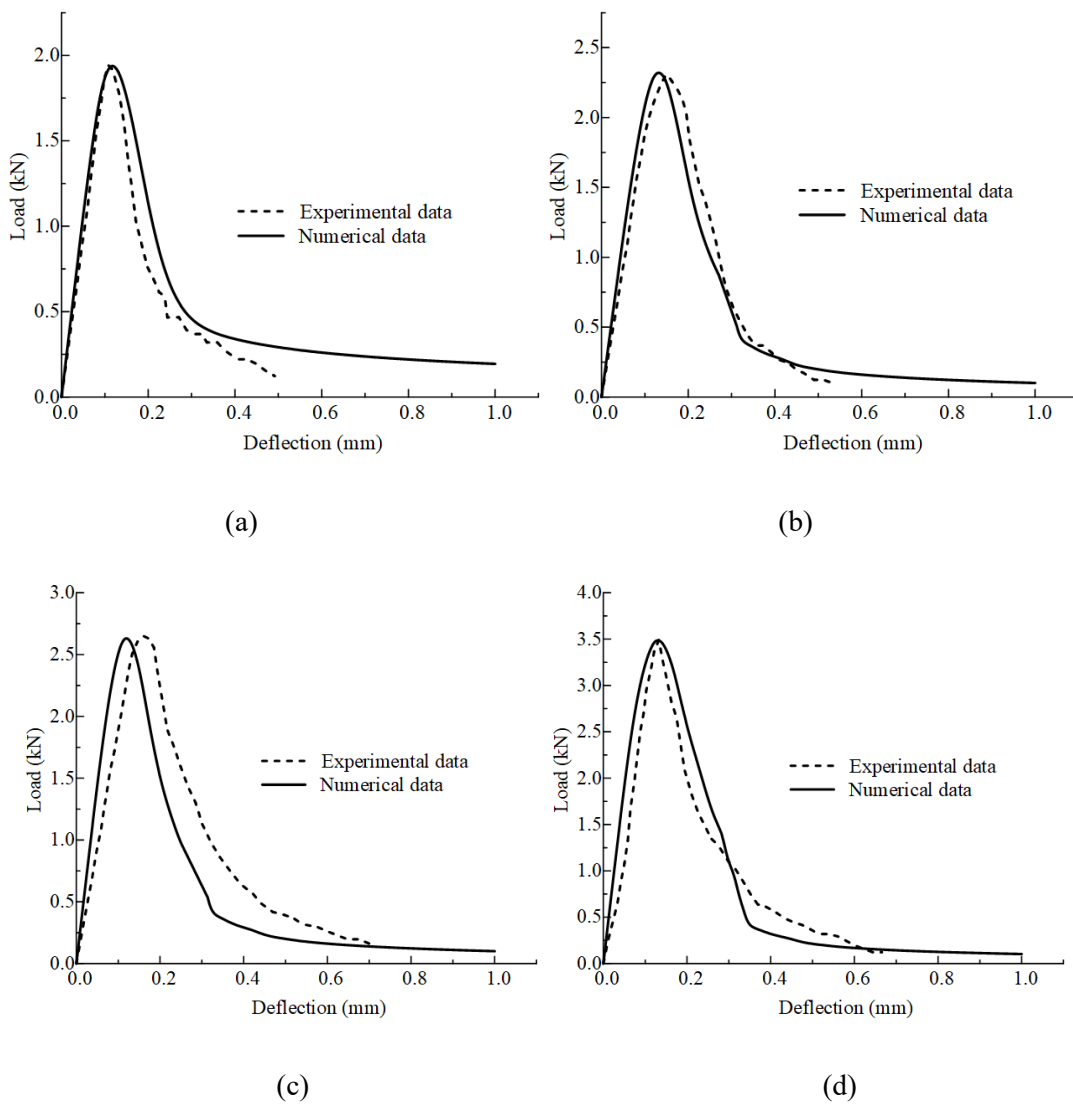 2.0
1.5
1.0
0.5
0.0
Load (kN)
Experimental data
Numerical data
0.0 0.2 0.4 0.6 0.8 1.0
Deflection (mm)
(a)
2.5
2.0
1.5
1.0
0.5
0.0
Load (kN)
Experimental data
Numerical data
0.0 0.2 0.4 0.6 0.8 1.0
Deflection (mm)
(b)
3.0
2.5
2.0
1.5
1.0
0.5
0.0
Load (kN)
Experimental data
Numerical data
0.0 0.2 0.4 0.6 0.8 1.0
Deflection (mm)
(c)
4.0
3.5
3.0
2.5
2.0
1.5
1.0
0.5
0.0
Load (kN)
Experimental data
Numerical data
0.0 0.2 0.4 0.6 0.8 1.0
Deflection (mm)
(d)